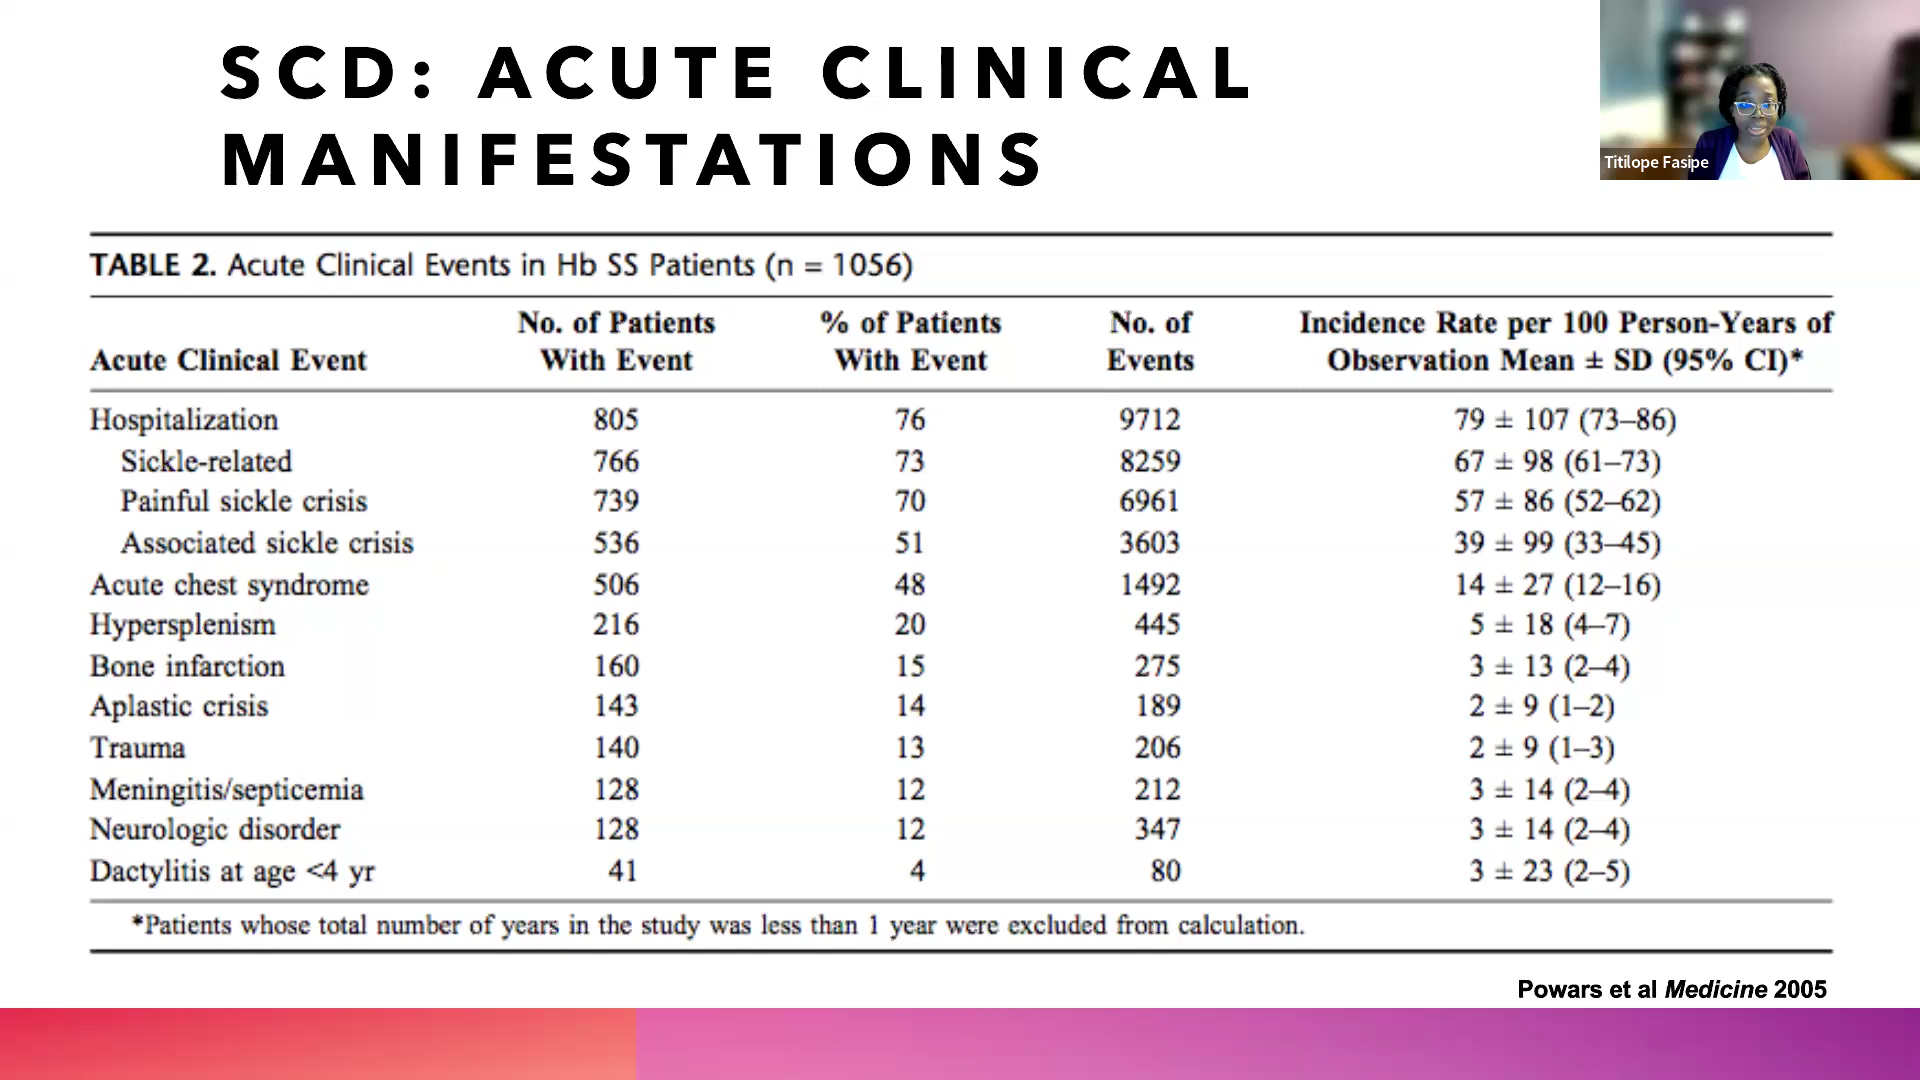 SCD: ACUTE CLINICAL
MANIFESTATIONS
Titilope Fasipe
TABLE 2. Acute Clinical Events in Hb SS Patients (n = 1056)
Acute Clinical Event No. of Patients With Event % of Patients With Event No. of Events Incidence Rate per 100 Person-Years of Observation Mean ± SD (95% CI)*
Hospitalization 805 76 9712 79 ± 107 (73–86)
Sickle-related 766 73 8259 67 ± 98 (61–73)
Painful sickle crisis 739 70 6961 57 ± 86 (52–62)
Associated sickle crisis 536 51 3603 39 ± 99 (33–45)
Acute chest syndrome 506 48 1492 14 ± 27 (12–16)
Hypersplenism 216 20 445 5 ± 18 (4–7)
Bone infarction 160 15 275 3 ± 13 (2–4)
Aplastic crisis 143 14 189 2 ± 9 (1–2)
Trauma 140 13 206 2 ± 9 (1–3)
Meningitis/septicemia 128 12 212 3 ± 14 (2–4)
Neurologic disorder 128 12 347 3 ± 14 (2–4)
Dactylitis at age <4 yr 41 4 80 3 ± 23 (2–5)
*Patients whose total number of years in the study was less than 1 year were excluded from calculation.
Powars et al Medicine 2005